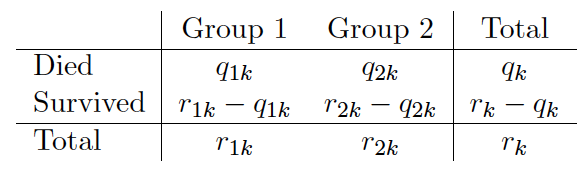 Group 1 Group 2 Total
Died q₁ₖ q₂ₖ qₖ
Survived r₁ₖ − q₁ₖ r₂ₖ − q₂ₖ rₖ − qₖ
Total r₁ₖ r₂ₖ rₖ